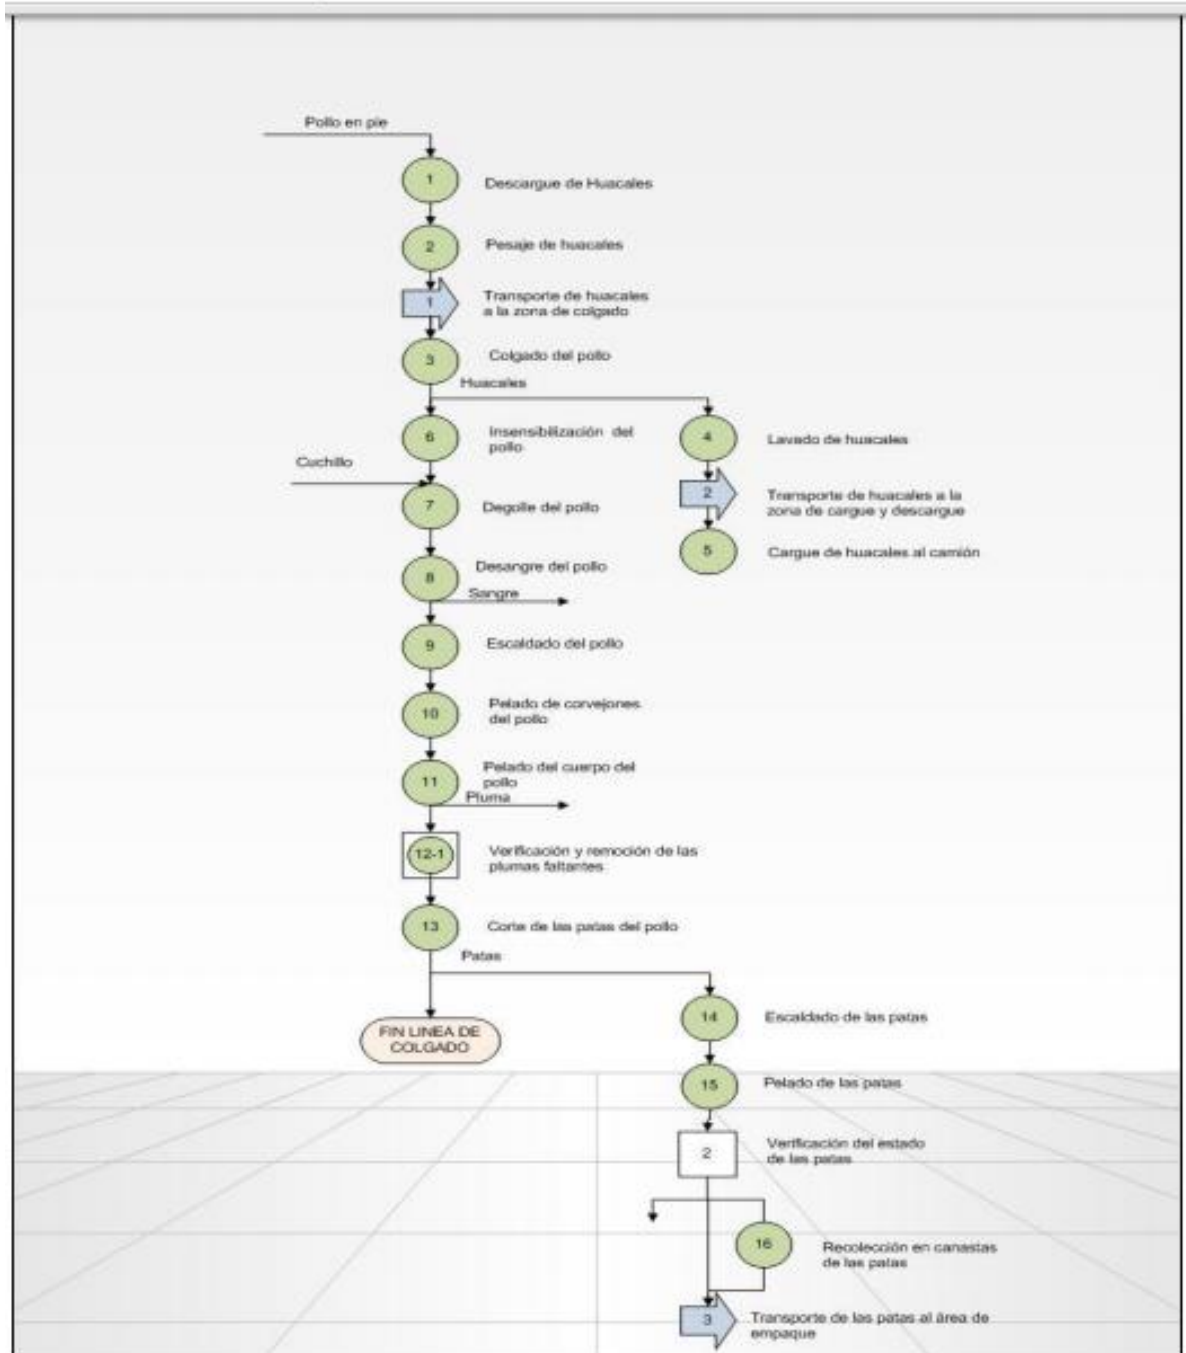 Pollo en pie
1
Descargue de Huacales
2
Pesaje de huacales
1
Transporte de huacales
a la zona de colgado
3
Colgado del pollo
Huacales
6
Insensibilización del
pollo
4
Lavado de huacales
Cuchillo
2
Transporte de huacales a la
zona de cargue y descargue
7
Degolle del pollo
5
Cargue de huacales al camión
8
Desangre del pollo
Sangre
9
Escaldado del pollo
10
Pelado de corvejones
del pollo
11
Pelado del cuerpo del
pollo
Pluma
12-1
Verificación y remoción de las
plumas faltantes
13
Corte de las patas del pollo
Patas
FIN LINEA DE
COLGADO
14
Escaldado de las patas
15
Pelado de las patas
2
Verificación del estado
de las patas
16
Recolección en canastas
de las patas
3
Transporte de las patas al área de
empaque